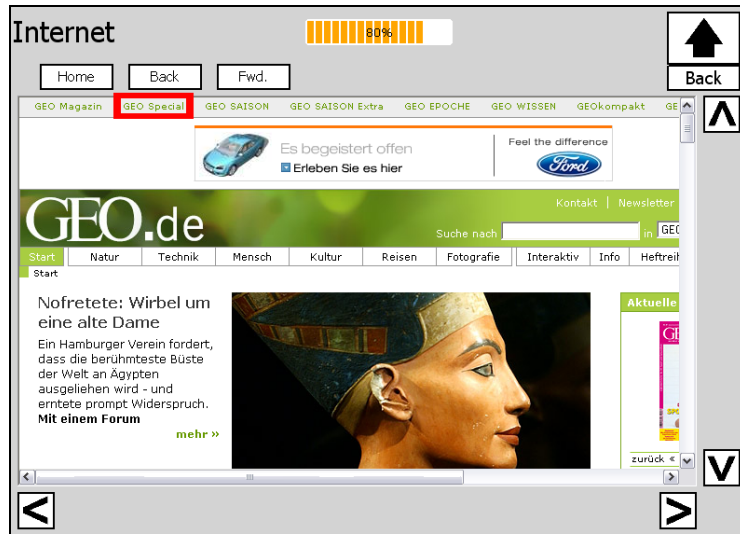 Internet
80%
Back
Home Back Fwd.
GEO Magazin GEO Special GEO SAISON GEO SAISON Extra GEO EPOCHE GEO WISSEN GEOkompakt GE
Es begeistert offen
Erleben Sie es hier
Feel the difference
Ford
Kontakt | Newsletter
GEO.de
Suche nach in GEO
Start Natur Technik Mensch Kultur Reisen Fotografie Interaktiv Info Heftreih
Start
Nofretete: Wirbel um
eine alte Dame
Ein Hamburger Verein fordert,
dass die berühmteste Büste
der Welt an Ägypten
ausgeliehen wird - und
erntete prompt Widerspruch.
Mit einem Forum
mehr »
Aktuelle
GE
zurück «